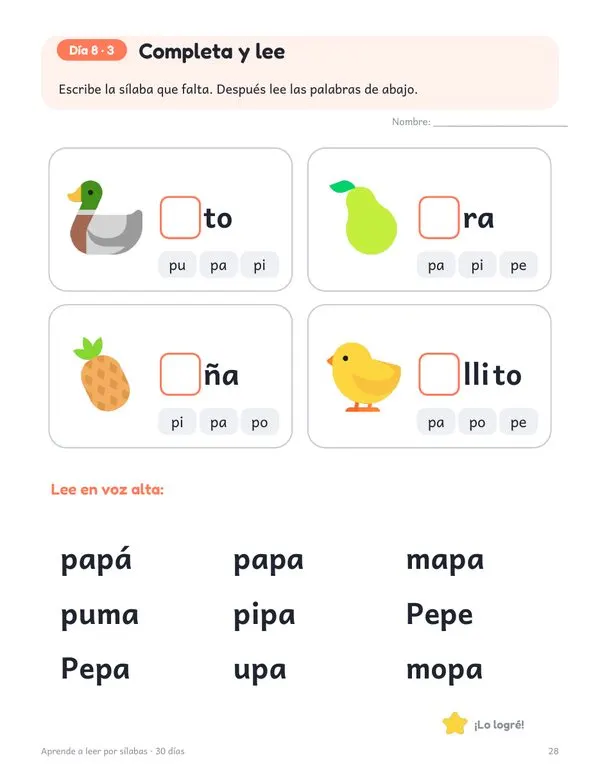 Día 8 · 3 Completa y lee
Escribe la sílaba que falta. Después lee las palabras de abajo.
Nombre: ____________________
to
pu pa pi
ra
pa pi pe
ña
pi pa po
llito
pa po pe
Lee en voz alta:
papá papa mapa
puma pipa Pepe
Pepa upa mopa
¡Lo logré!
Aprende a leer por sílabas · 30 días 28